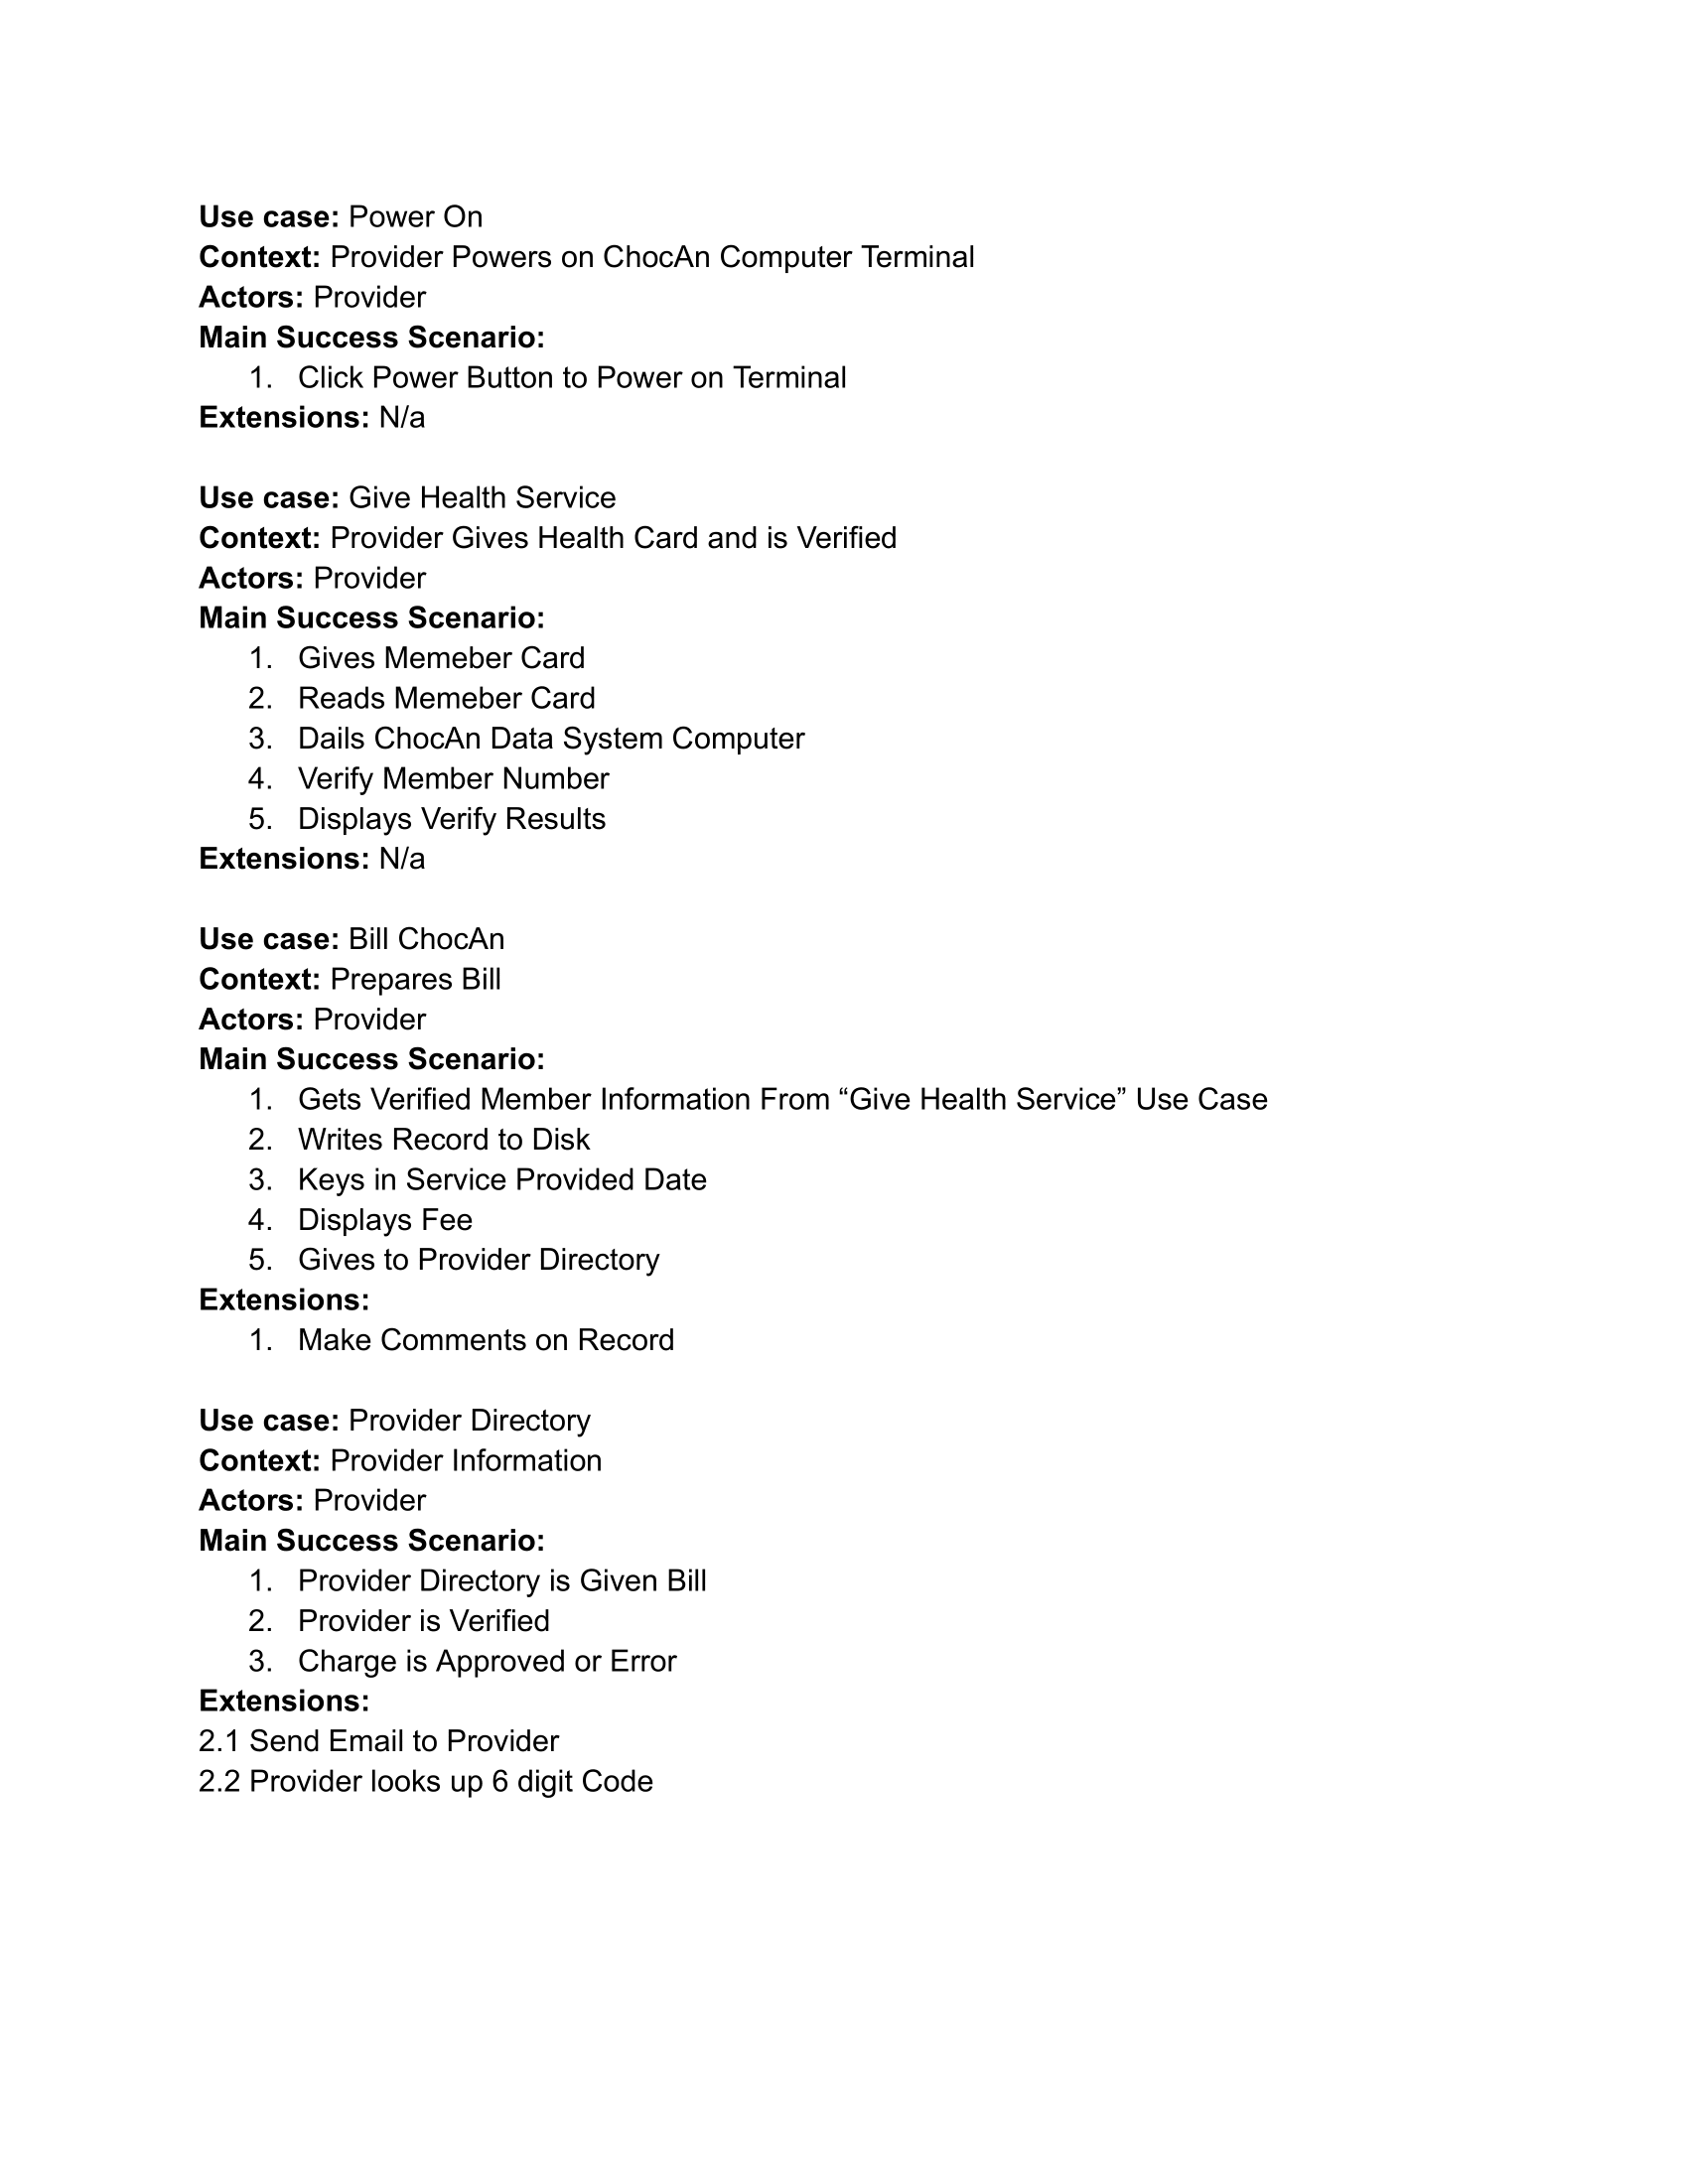 Use case: Power On
Context: Provider Powers on ChocAn Computer Terminal
Actors: Provider
Main Success Scenario:
1. Click Power Button to Power on Terminal
Extensions: N/a
Use case: Give Health Service
Context: Provider Gives Health Card and is Verified
Actors: Provider
Main Success Scenario:
1. Gives Memeber Card
2. Reads Memeber Card
3. Dails ChocAn Data System Computer
4. Verify Member Number
5. Displays Verify Results
Extensions: N/a
Use case: Bill ChocAn
Context: Prepares Bill
Actors: Provider
Main Success Scenario:
1. Gets Verified Member Information From “Give Health Service” Use Case
2. Writes Record to Disk
3. Keys in Service Provided Date
4. Displays Fee
5. Gives to Provider Directory
Extensions:
1. Make Comments on Record
Use case: Provider Directory
Context: Provider Information
Actors: Provider
Main Success Scenario:
1. Provider Directory is Given Bill
2. Provider is Verified
3. Charge is Approved or Error
Extensions:
2.1 Send Email to Provider
2.2 Provider looks up 6 digit Code